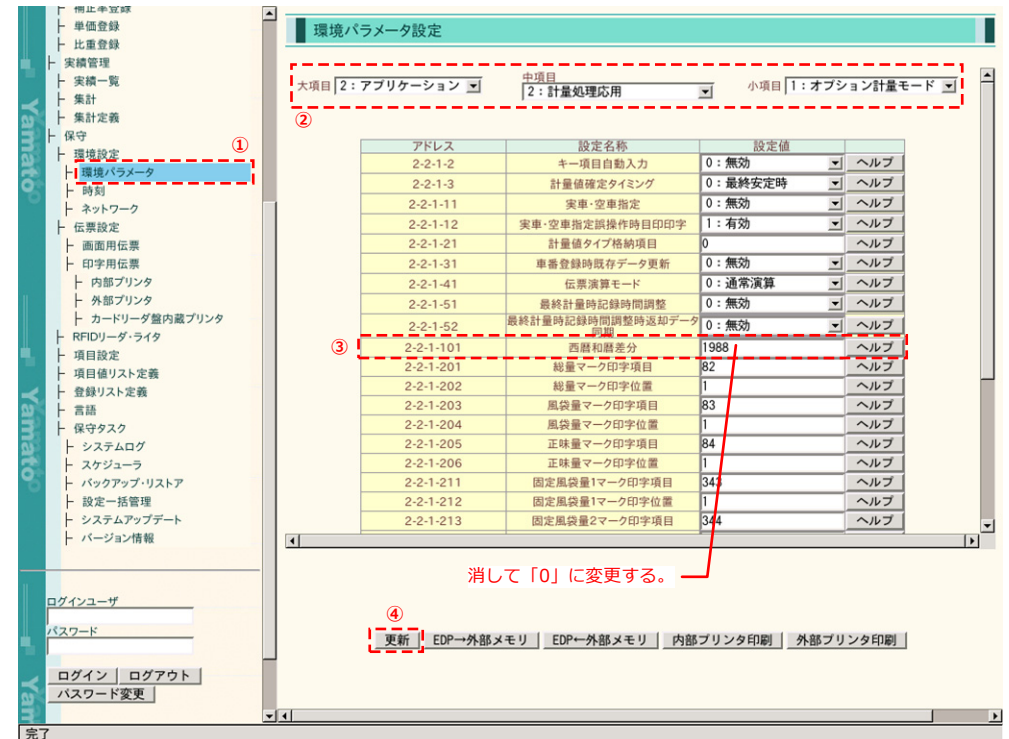 補正率登録
単価登録
比重登録
実績管理
実績一覧
集計
集計定義
保守
①
環境設定
環境パラメータ
時刻
ネットワーク
伝票設定
画面用伝票
印字用伝票
内部プリンタ
外部プリンタ
カードリーダ盤内蔵プリンタ
RFIDリーダ・ライタ
項目設定
項目値リスト定義
登録リスト定義
言語
保守タスク
システムログ
スケジューラ
バックアップ・リストア
設定一括管理
システムアップデート
バージョン情報
Yamato
Yamato
Yam
ログインユーザ
パスワード
ログイン ログアウト
パスワード変更
完了
環境パラメータ設定
大項目 2：アプリケーション 中項目 2：計量処理応用 小項目 1：オプション計量モード
②
アドレス 設定名称 設定値
2-2-1-2 キー項目自動入力 0：無効 ヘルプ
2-2-1-3 計量値確定タイミング 0：最終安定時 ヘルプ
2-2-1-11 実車・空車指定 0：無効 ヘルプ
2-2-1-12 実車・空車指定誤操作時目印印字 1：有効 ヘルプ
2-2-1-21 計量値タイプ格納項目 0 ヘルプ
2-2-1-31 車番登録時既存データ更新 0：無効 ヘルプ
2-2-1-41 伝票演算モード 0：通常演算 ヘルプ
2-2-1-51 最終計量時記録時間調整 0：無効 ヘルプ
2-2-1-52 最終計量時記録時間調整時返却データ同期 0：無効 ヘルプ
③ 2-2-1-101 西暦和暦差分 1988 ヘルプ
2-2-1-201 総量マーク印字項目 82 ヘルプ
2-2-1-202 総量マーク印字位置 1 ヘルプ
2-2-1-203 風袋量マーク印字項目 83 ヘルプ
2-2-1-204 風袋量マーク印字位置 1 ヘルプ
2-2-1-205 正味量マーク印字項目 84 ヘルプ
2-2-1-206 正味量マーク印字位置 1 ヘルプ
2-2-1-211 固定風袋量1マーク印字項目 343 ヘルプ
2-2-1-212 固定風袋量1マーク印字位置 1 ヘルプ
2-2-1-213 固定風袋量2マーク印字項目 344 ヘルプ
消して「0」に変更する。
④
更新 EDP→外部メモリ EDP←外部メモリ 内部プリンタ印刷 外部プリンタ印刷